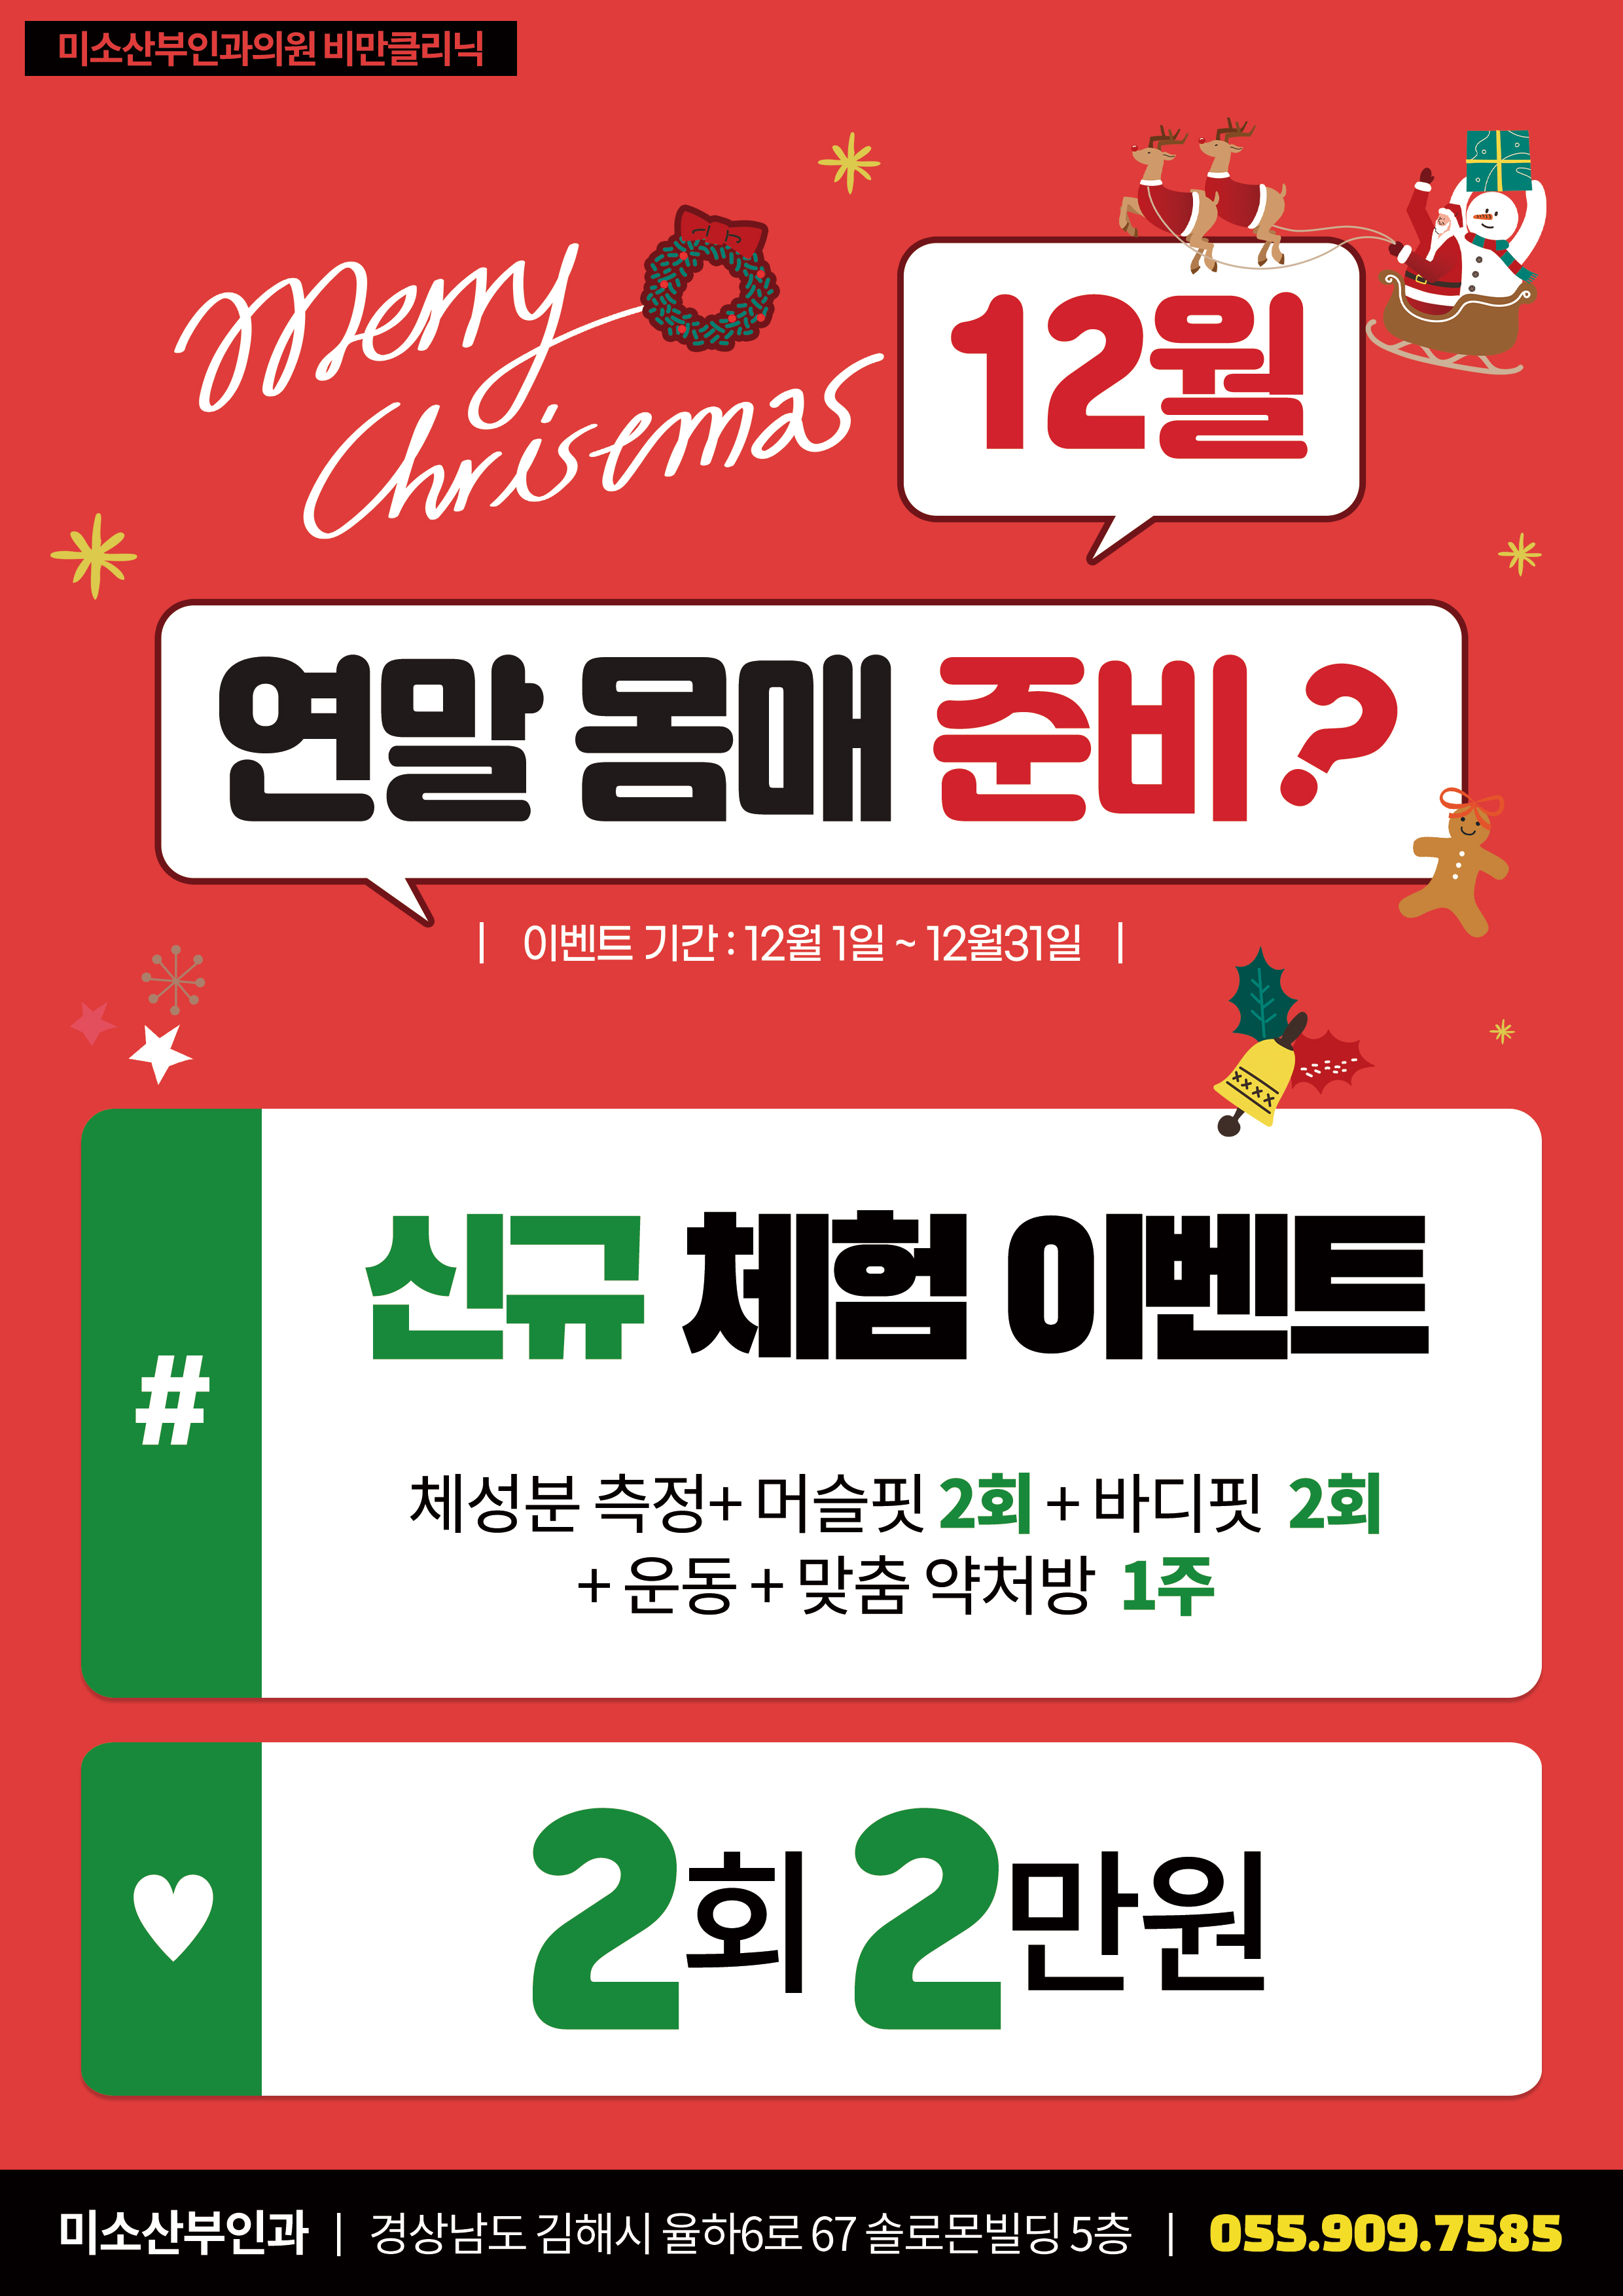 미소산부인과의원 비만클리닉
Merry
Christmas
12월
연말 몸매 준비?
| 이벤트 기간 : 12월 1일 ~ 12월31일 |
#
신규 체험 이벤트
체성분 측정+ 머슬핏 2회 + 바디핏 2회
+ 운동 + 맞춤 약처방 1주
2회 2만원
미소산부인과 | 경상남도 김해시 율하6로 67 솔로몬빌딩 5층 | 055.909.7585